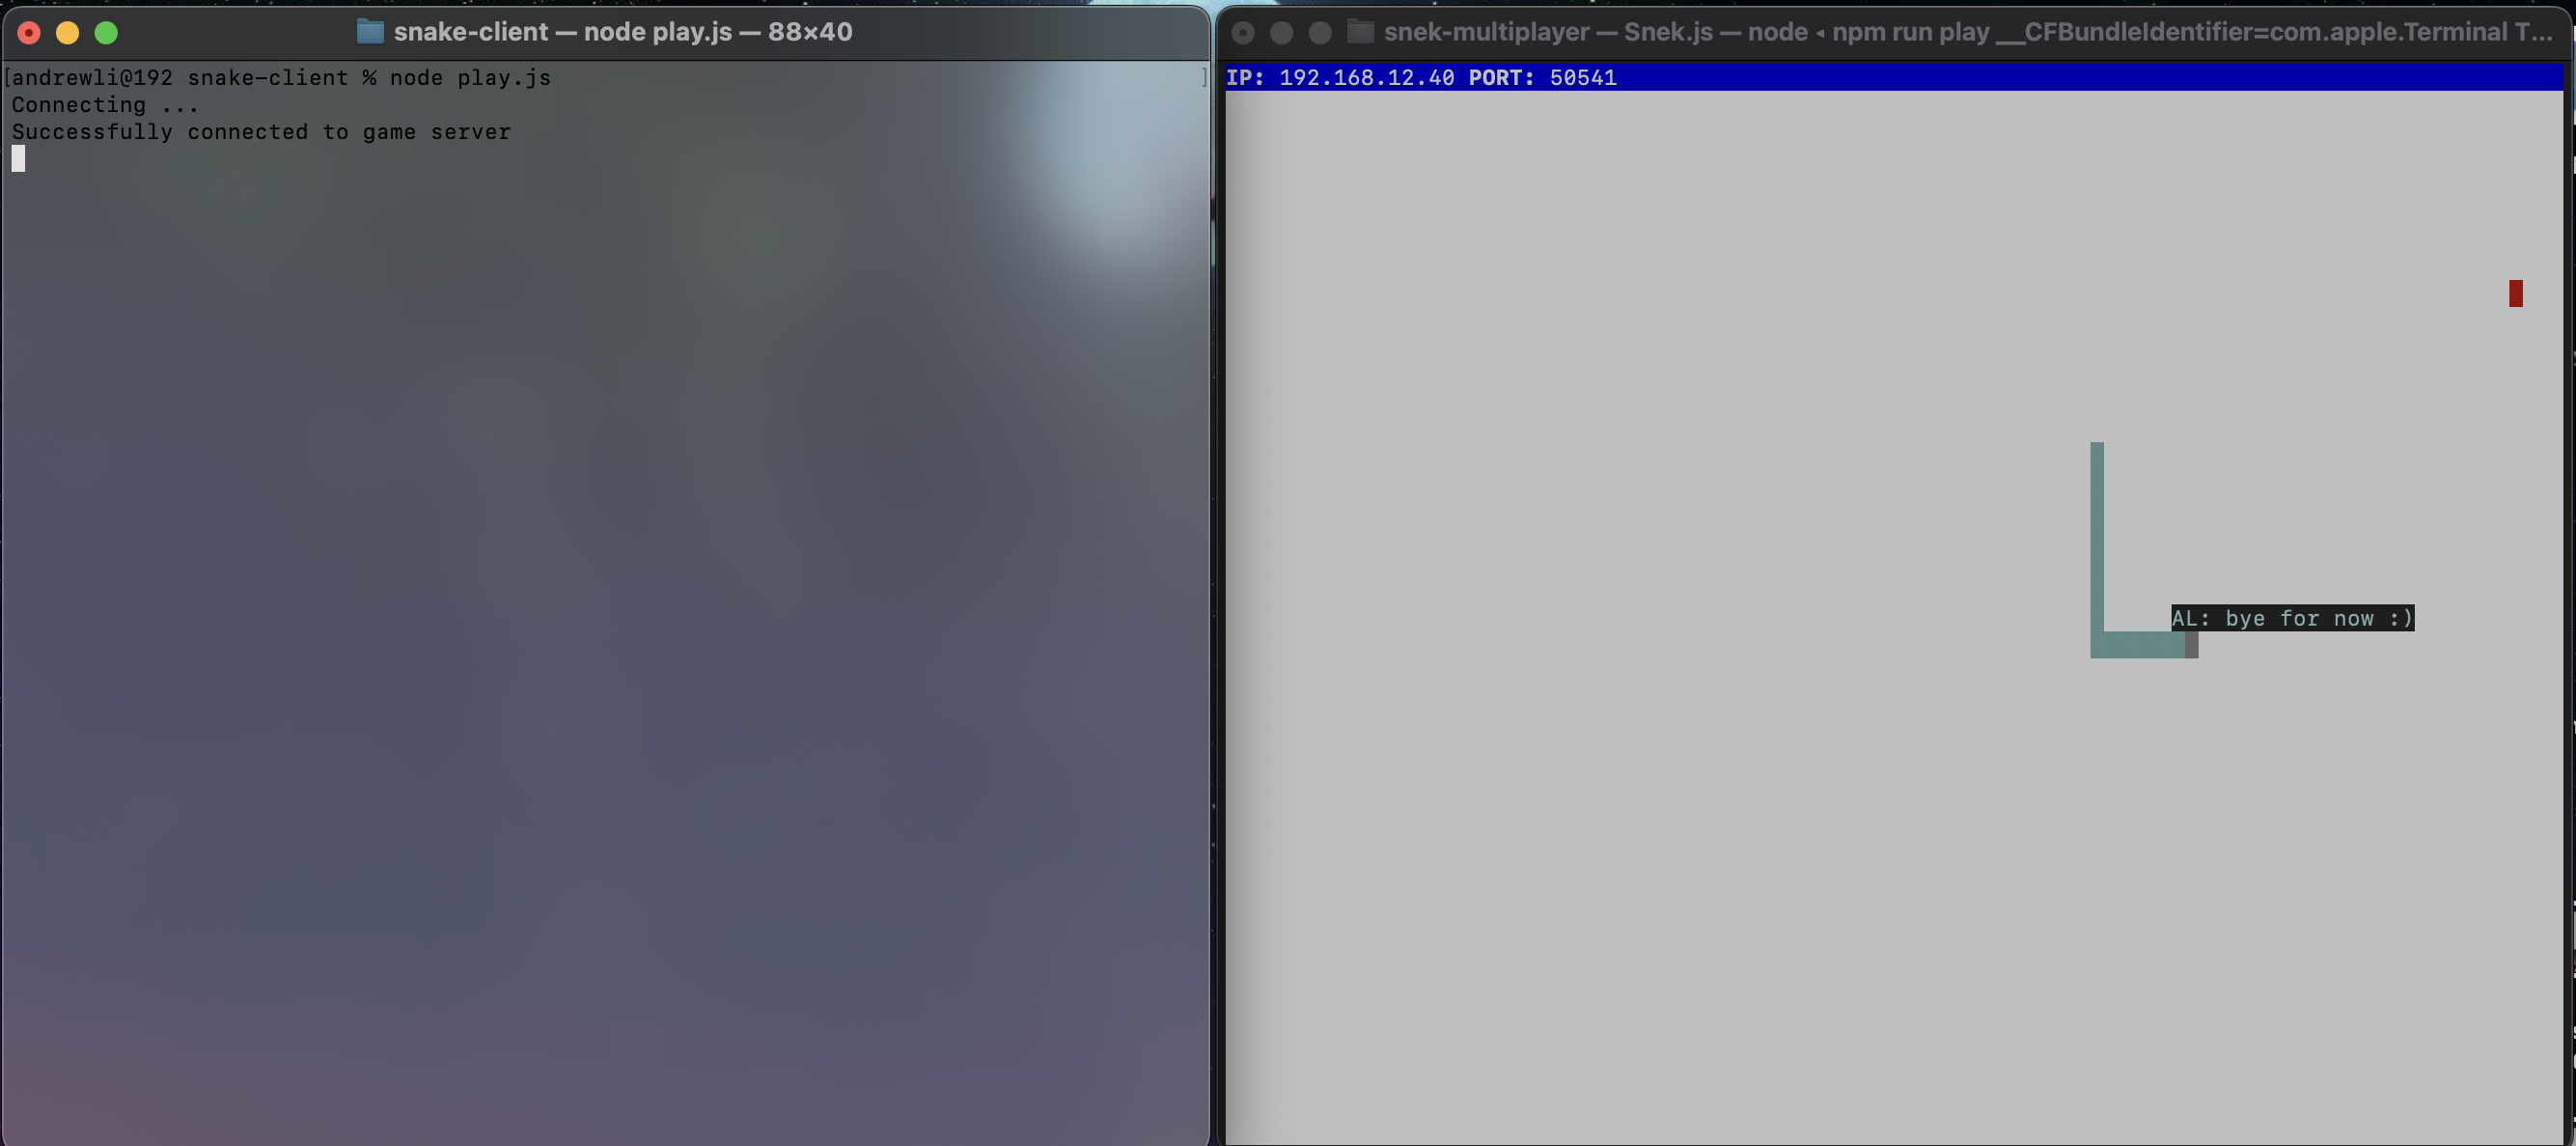 snake-client — node play.js — 88×40
[andrewli@192 snake-client % node play.js ]
Connecting ...
Successfully connected to game server
snek-multiplayer — Snek.js — node ◂ npm run play __CFBundleIdentifier=com.apple.Terminal T...
IP: 192.168.12.40 PORT: 50541
AL: bye for now :)